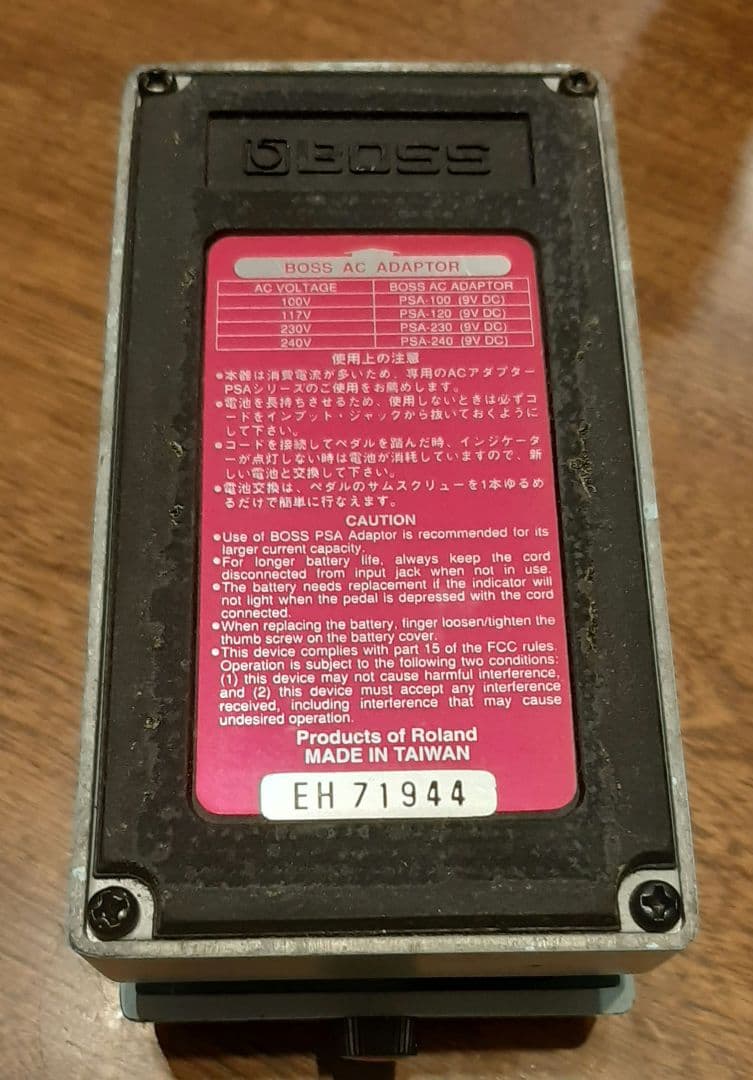 BOSS
BOSS AC ADAPTOR
AC VOLTAGE BOSS AC ADAPTOR
100V PSA-100 (9V DC)
117V PSA-120 (9V DC)
230V PSA-230 (9V DC)
240V PSA-240 (9V DC)
使用上の注意
●本器は消費電流が多いため、専用のACアダプター
PSAシリーズのご使用をお薦めします。
●電池を長持ちさせるため、使用しないときは必ずコ
ードをインプット・ジャックから抜いておくように
して下さい。
●コードを接続してペダルを踏んだ時、インジケータ
ーが点灯しない時は電池が消耗していますので、新
しい電池と交換して下さい。
●電池交換は、ペダルのサムスクリューを1本ゆるめ
るだけで簡単に行なえます。
CAUTION
●Use of BOSS PSA Adaptor is recommended for its
larger current capacity.
●For longer battery life, always keep the cord
disconnected from input jack when not in use.
●The battery needs replacement if the indicator will
not light when the pedal is depressed with the cord
connected.
●When replacing the battery, finger loosen/tighten the
thumb screw on the battery cover.
●This device complies with part 15 of the FCC rules.
Operation is subject to the following two conditions:
(1) this device may not cause harmful interference,
and (2) this device must accept any interference
received, including interference that may cause
undesired operation.
Products of Roland
MADE IN TAIWAN
EH 71944